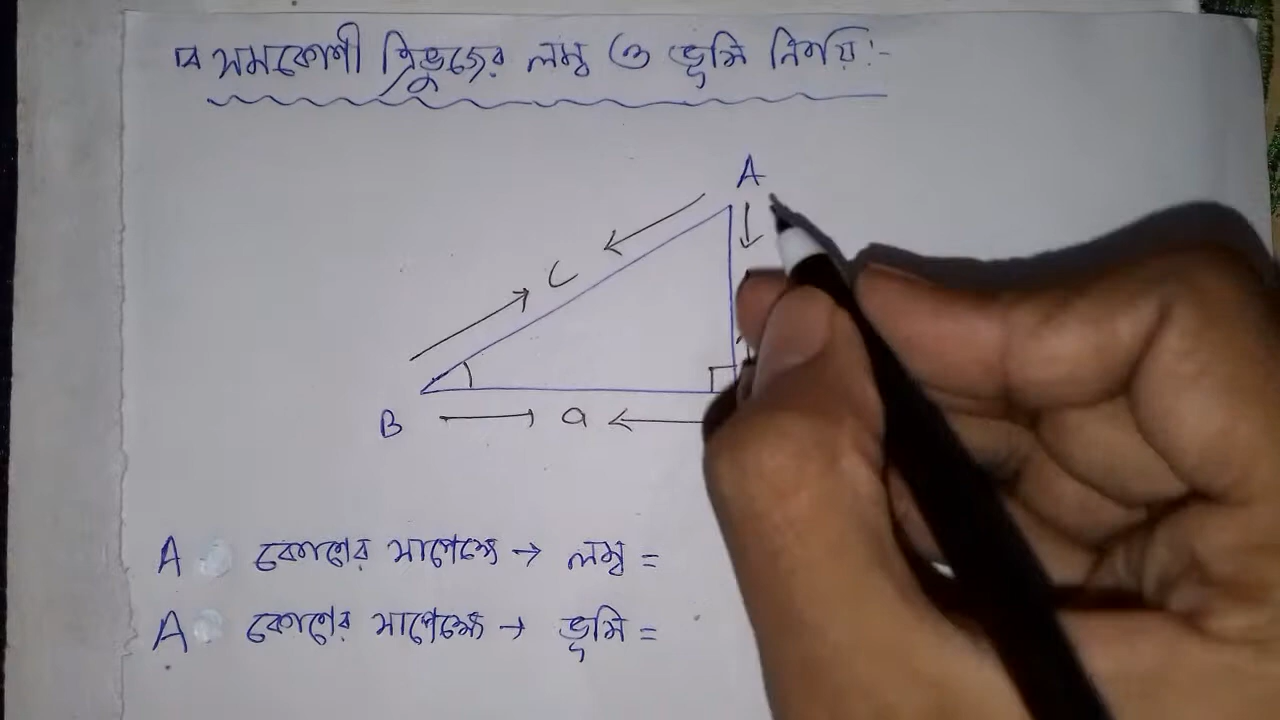 সমকোণী ত্রিভুজের লম্ব ও ভূমি নির্ণয়:-
A
C
B
a
A কোণের সাপেক্ষে → লম্ব =
A কোণের সাপেক্ষে → ভূমি =